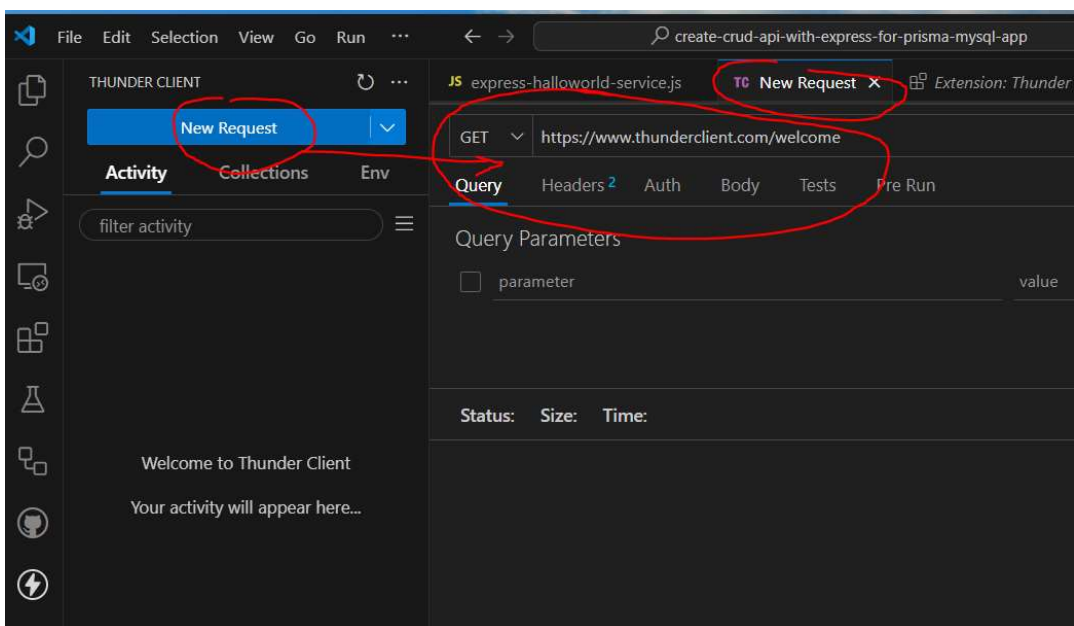 File Edit Selection View Go Run ... create-crud-api-with-express-for-prisma-mysql-app
THUNDER CLIENT
JS express-halloworld-service.js TC New Request Extension: Thunder
New Request
GET https://www.thunderclient.com/welcome
Activity Collections Env
Query Headers 2 Auth Body Tests Pre Run
filter activity
Query Parameters
parameter value
Status: Size: Time:
Welcome to Thunder Client
Your activity will appear here...